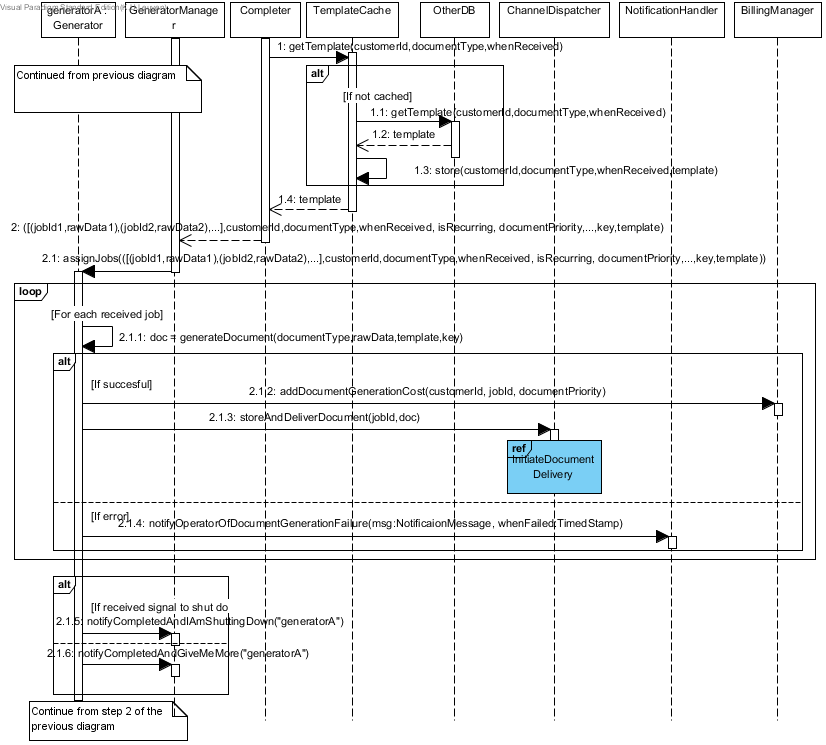 Visual Paradigm Standard Edition
generatorA :
Generator
GeneratorManage
r
Completer
TemplateCache
OtherDB
ChannelDispatcher
NotificationHandler
BillingManager
1: getTemplate(customerId,documentType,whenReceived)
Continued from previous diagram
alt
[If not cached]
1.1: getTemplate(customerId,documentType,whenReceived)
1.2: template
1.3: store(customerId,documentType,whenReceived,template)
1.4: template
2: ([(jobId1,rawData1),(jobId2,rawData2),...],customerId,documentType,whenReceived, isRecurring, documentPriority,...,key,template)
2.1: assignJobs(([(jobId1,rawData1),(jobId2,rawData2),...],customerId,documentType,whenReceived, isRecurring, documentPriority,...,key,template))
loop
[For each received job]
2.1.1: doc = generateDocument(documentType,rawData,template,key)
alt
[If succesful]
2.1.2: addDocumentGenerationCost(customerId, jobId, documentPriority)
2.1.3: storeAndDeliverDocument(jobId,doc)
ref
InitiateDocument
Delivery
[If error]
2.1.4: notifyOperatorOfDocumentGenerationFailure(msg:NotificaionMessage, whenFailed:TimedStamp)
alt
[If received signal to shut do
2.1.5: notifyCompletedAndIAmShuttingDown("generatorA")
2.1.6: notifyCompletedAndGiveMeMore("generatorA")
Continue from step 2 of the
previous diagram